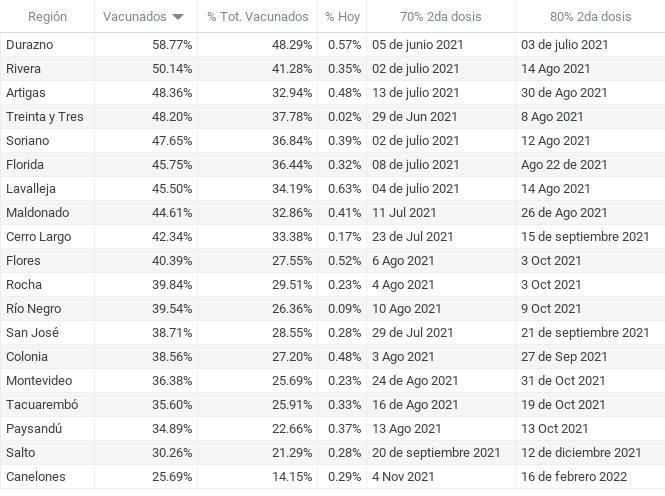 Región Vacunados % Tot. Vacunados % Hoy 70% 2da dosis 80% 2da dosis
Durazno 58.77% 48.29% 0.57% 05 de junio 2021 03 de julio 2021
Rivera 50.14% 41.28% 0.35% 02 de julio 2021 14 Ago 2021
Artigas 48.36% 32.94% 0.48% 13 de julio 2021 30 de Ago 2021
Treinta y Tres 48.20% 37.78% 0.02% 29 de Jun 2021 8 Ago 2021
Soriano 47.65% 36.84% 0.39% 02 de julio 2021 12 Ago 2021
Florida 45.75% 36.44% 0.32% 08 de julio 2021 Ago 22 de 2021
Lavalleja 45.50% 34.19% 0.63% 04 de julio 2021 14 Ago 2021
Maldonado 44.61% 32.86% 0.41% 11 Jul 2021 26 de Ago 2021
Cerro Largo 42.34% 33.38% 0.17% 23 de Jul 2021 15 de septiembre 2021
Flores 40.39% 27.55% 0.52% 6 Ago 2021 3 Oct 2021
Rocha 39.84% 29.51% 0.23% 4 Ago 2021 3 Oct 2021
Río Negro 39.54% 26.36% 0.09% 10 Ago 2021 9 Oct 2021
San José 38.71% 28.55% 0.28% 29 de Jul 2021 21 de septiembre 2021
Colonia 38.56% 27.20% 0.48% 3 Ago 2021 27 de Sep 2021
Montevideo 36.38% 25.69% 0.23% 24 de Ago 2021 31 de Oct 2021
Tacuarembó 35.60% 25.91% 0.33% 16 de Ago 2021 19 de Oct 2021
Paysandú 34.89% 22.66% 0.37% 13 Ago 2021 13 Oct 2021
Salto 30.26% 21.29% 0.28% 20 de septiembre 2021 12 de diciembre 2021
Canelones 25.69% 14.15% 0.29% 4 Nov 2021 16 de febrero 2022